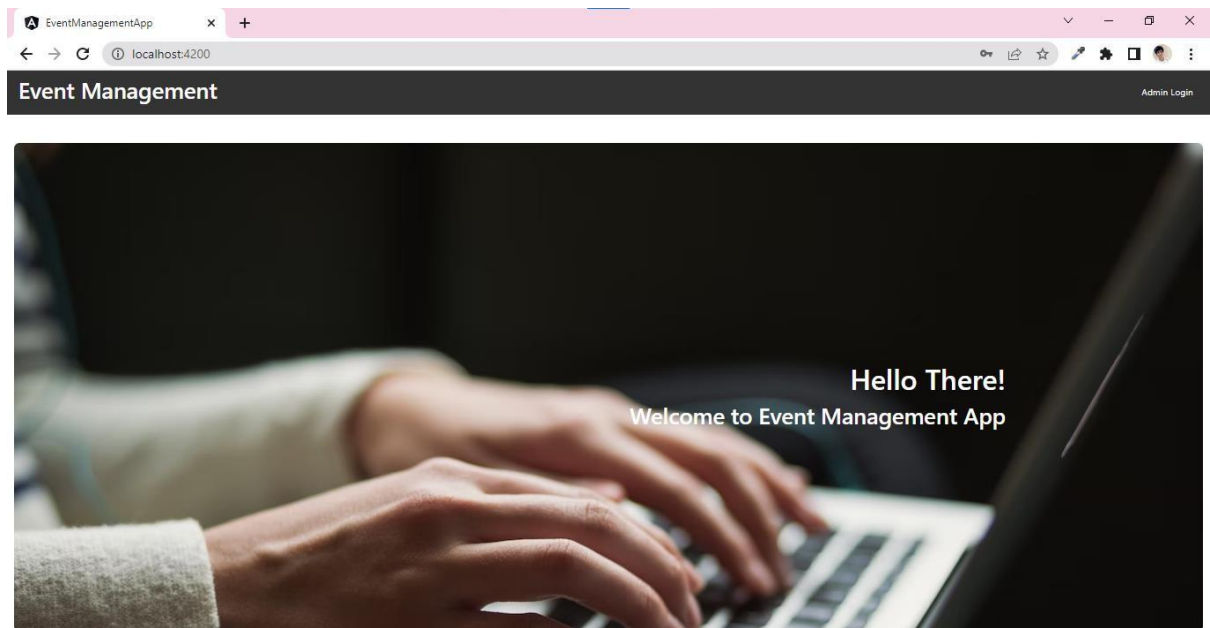 EventManagementApp
localhost:4200
Event Management
Admin Login
Hello There!
Welcome to Event Management App